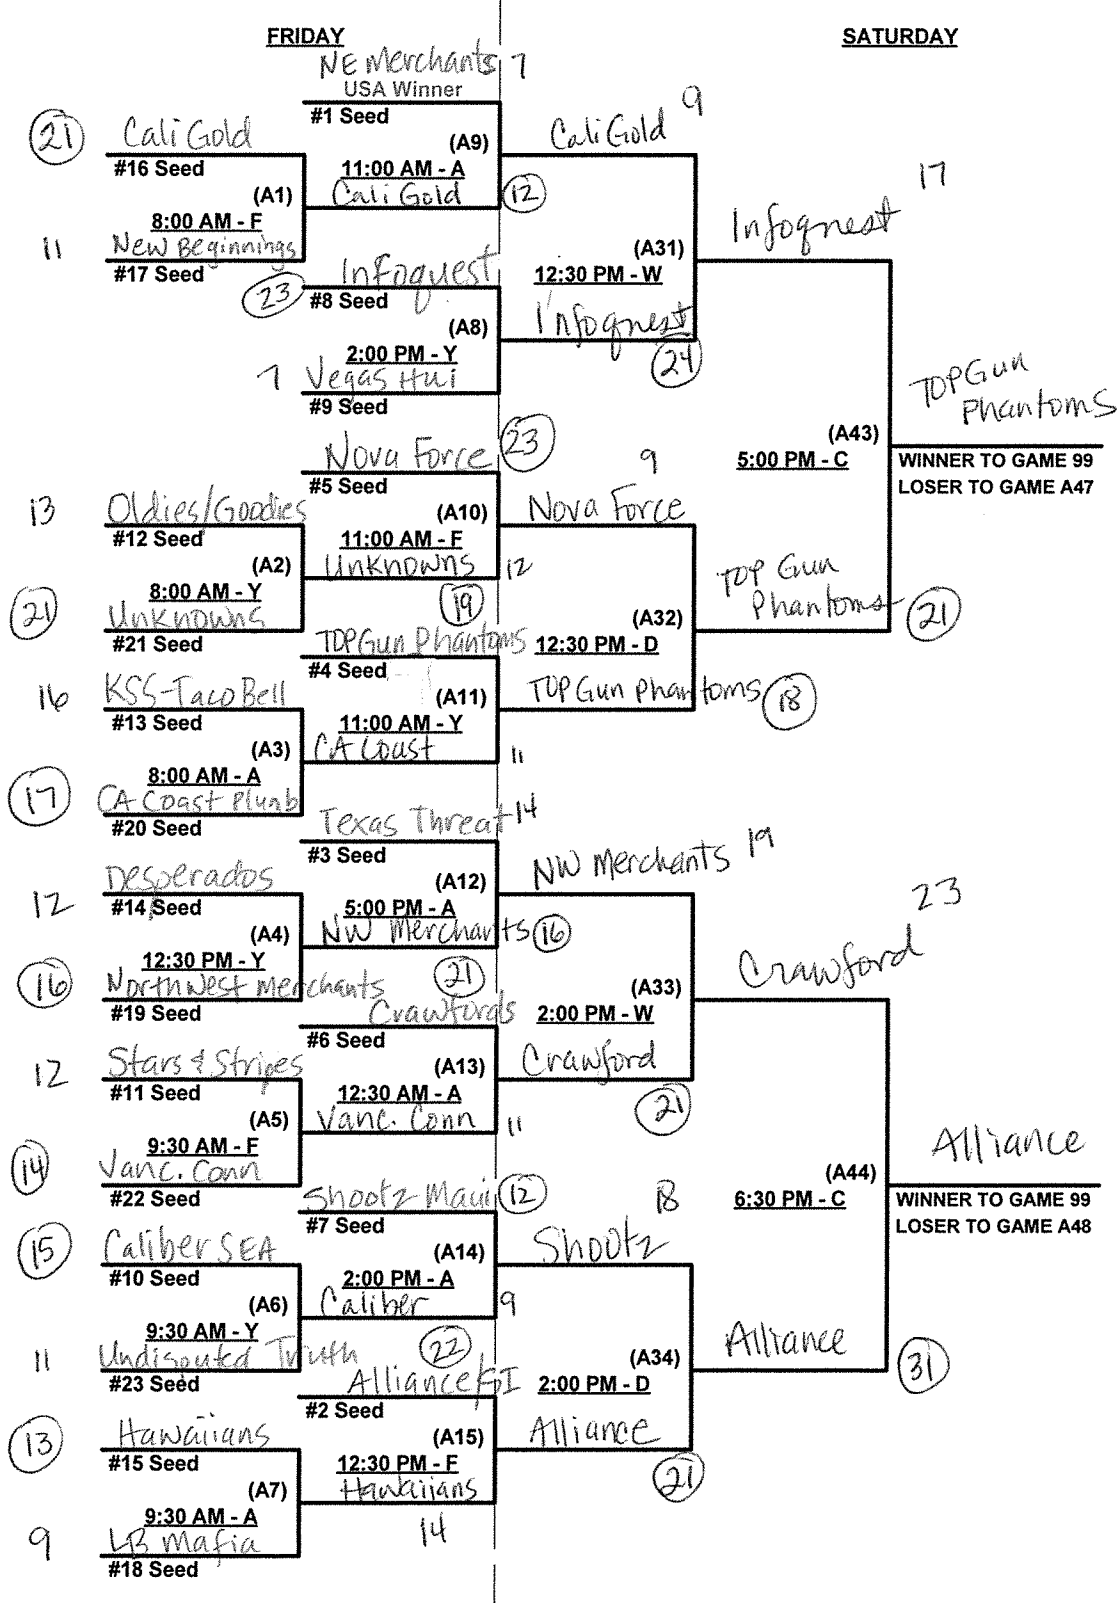 FRIDAY
SATURDAY
NE Merchants 7
USA Winner
#1 Seed
(A9)
11:00 AM - A
Cali Gold
12
21
Cali Gold
#16 Seed
(A1)
8:00 AM - F
11
New Beginnings
#17 Seed
Cali Gold 9
(A31)
12:30 PM - W
Infoquest
24
Infoquest
23
#8 Seed
(A8)
2:00 PM - Y
7
Vegas Hui
#9 Seed
Infoquest 17
(A43)
5:00 PM - C
TOPGun
Phantoms
WINNER TO GAME 99
LOSER TO GAME A47
Nova Force 23
#5 Seed
(A10)
11:00 AM - F
Unknowns 12
13
Oldies/Goodies
#12 Seed
(A2)
8:00 AM - Y
21
Unknowns
#21 Seed
9
Nova Force
(A32)
12:30 PM - D
TOPGun Phantoms 18
TOP Gun
Phantoms
21
19
TOPGun Phantoms
#4 Seed
(A11)
11:00 AM - Y
CA Coast
11
16
KSS-Taco Bell
#13 Seed
(A3)
8:00 AM - A
17
CA Coast Plumb
#20 Seed
Texas Threat 14
#3 Seed
(A12)
5:00 PM - A
NW Merchants 16
12
Desperados
#14 Seed
(A4)
12:30 PM - Y
16
NorthWest Merchants
#19 Seed
NW Merchants 19
(A33)
2:00 PM - W
Crawford
21
Crawford 23
21
Crawfords
#6 Seed
(A13)
12:30 AM - A
Vanc. Conn
11
12
Stars & Stripes
#11 Seed
(A5)
9:30 AM - F
14
Vanc. Conn
#22 Seed
(A44)
6:30 PM - C
Alliance
WINNER TO GAME 99
LOSER TO GAME A48
Shootz Maui 12
#7 Seed
(A14)
2:00 PM - A
Caliber 9
15
Caliber SEA
#10 Seed
(A6)
9:30 AM - Y
11
Undisputed Truth
#23 Seed
18
Shootz
(A34)
2:00 PM - D
Alliance
21
Alliance
31
22
Alliance/GI
#2 Seed
(A15)
12:30 PM - F
Hawaiians
14
13
Hawaiians
#15 Seed
(A7)
9:30 AM - A
9
LB Mafia
#18 Seed